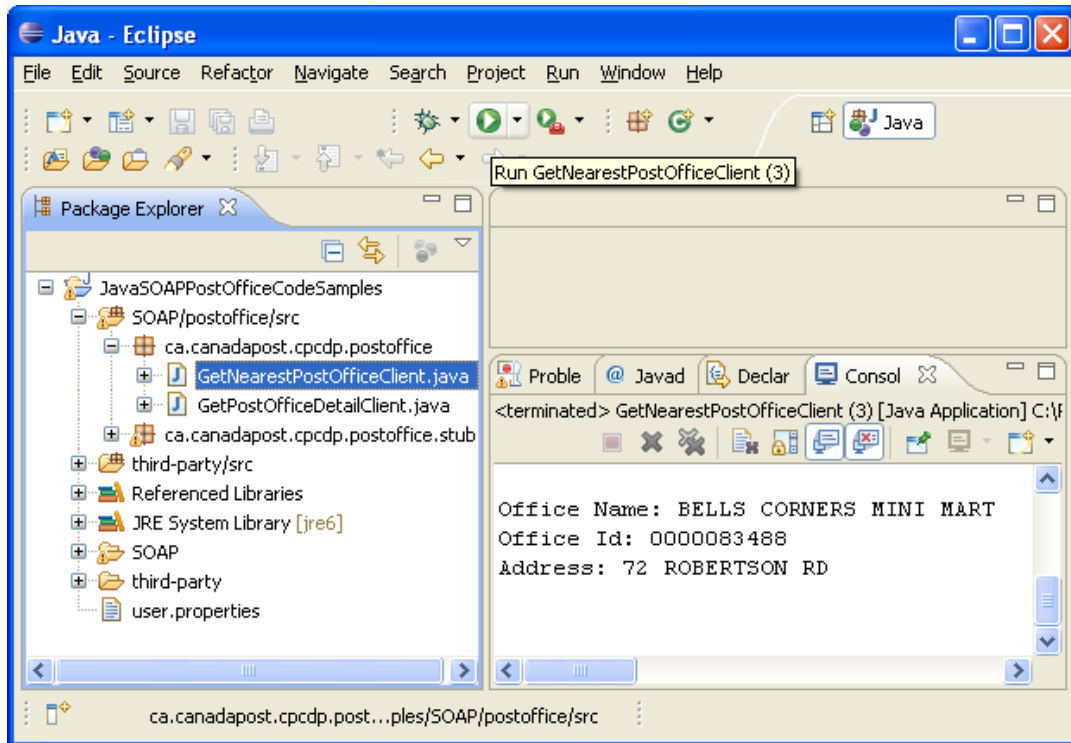 Java - Eclipse
File Edit Source Refactor Navigate Search Project Run Window Help
Java
Run GetNearestPostOfficeClient (3)
Package Explorer
JavaSOAPPostOfficeCodeSamples
SOAP/postoffice/src
ca.canadapost.cpcdp.postoffice
GetNearestPostOfficeClient.java
GetPostOfficeDetailClient.java
ca.canadapost.cpcdp.postoffice.stub
third-party/src
Referenced Libraries
JRE System Library [jre6]
SOAP
third-party
user.properties
Proble @ Javad Declar Consol
<terminated> GetNearestPostOfficeClient (3) [Java Application] C:\
Office Name: BELLS CORNERS MINI MART
Office Id: 0000083488
Address: 72 ROBERTSON RD
ca.canadapost.cpcdp.post...ples/SOAP/postoffice/src